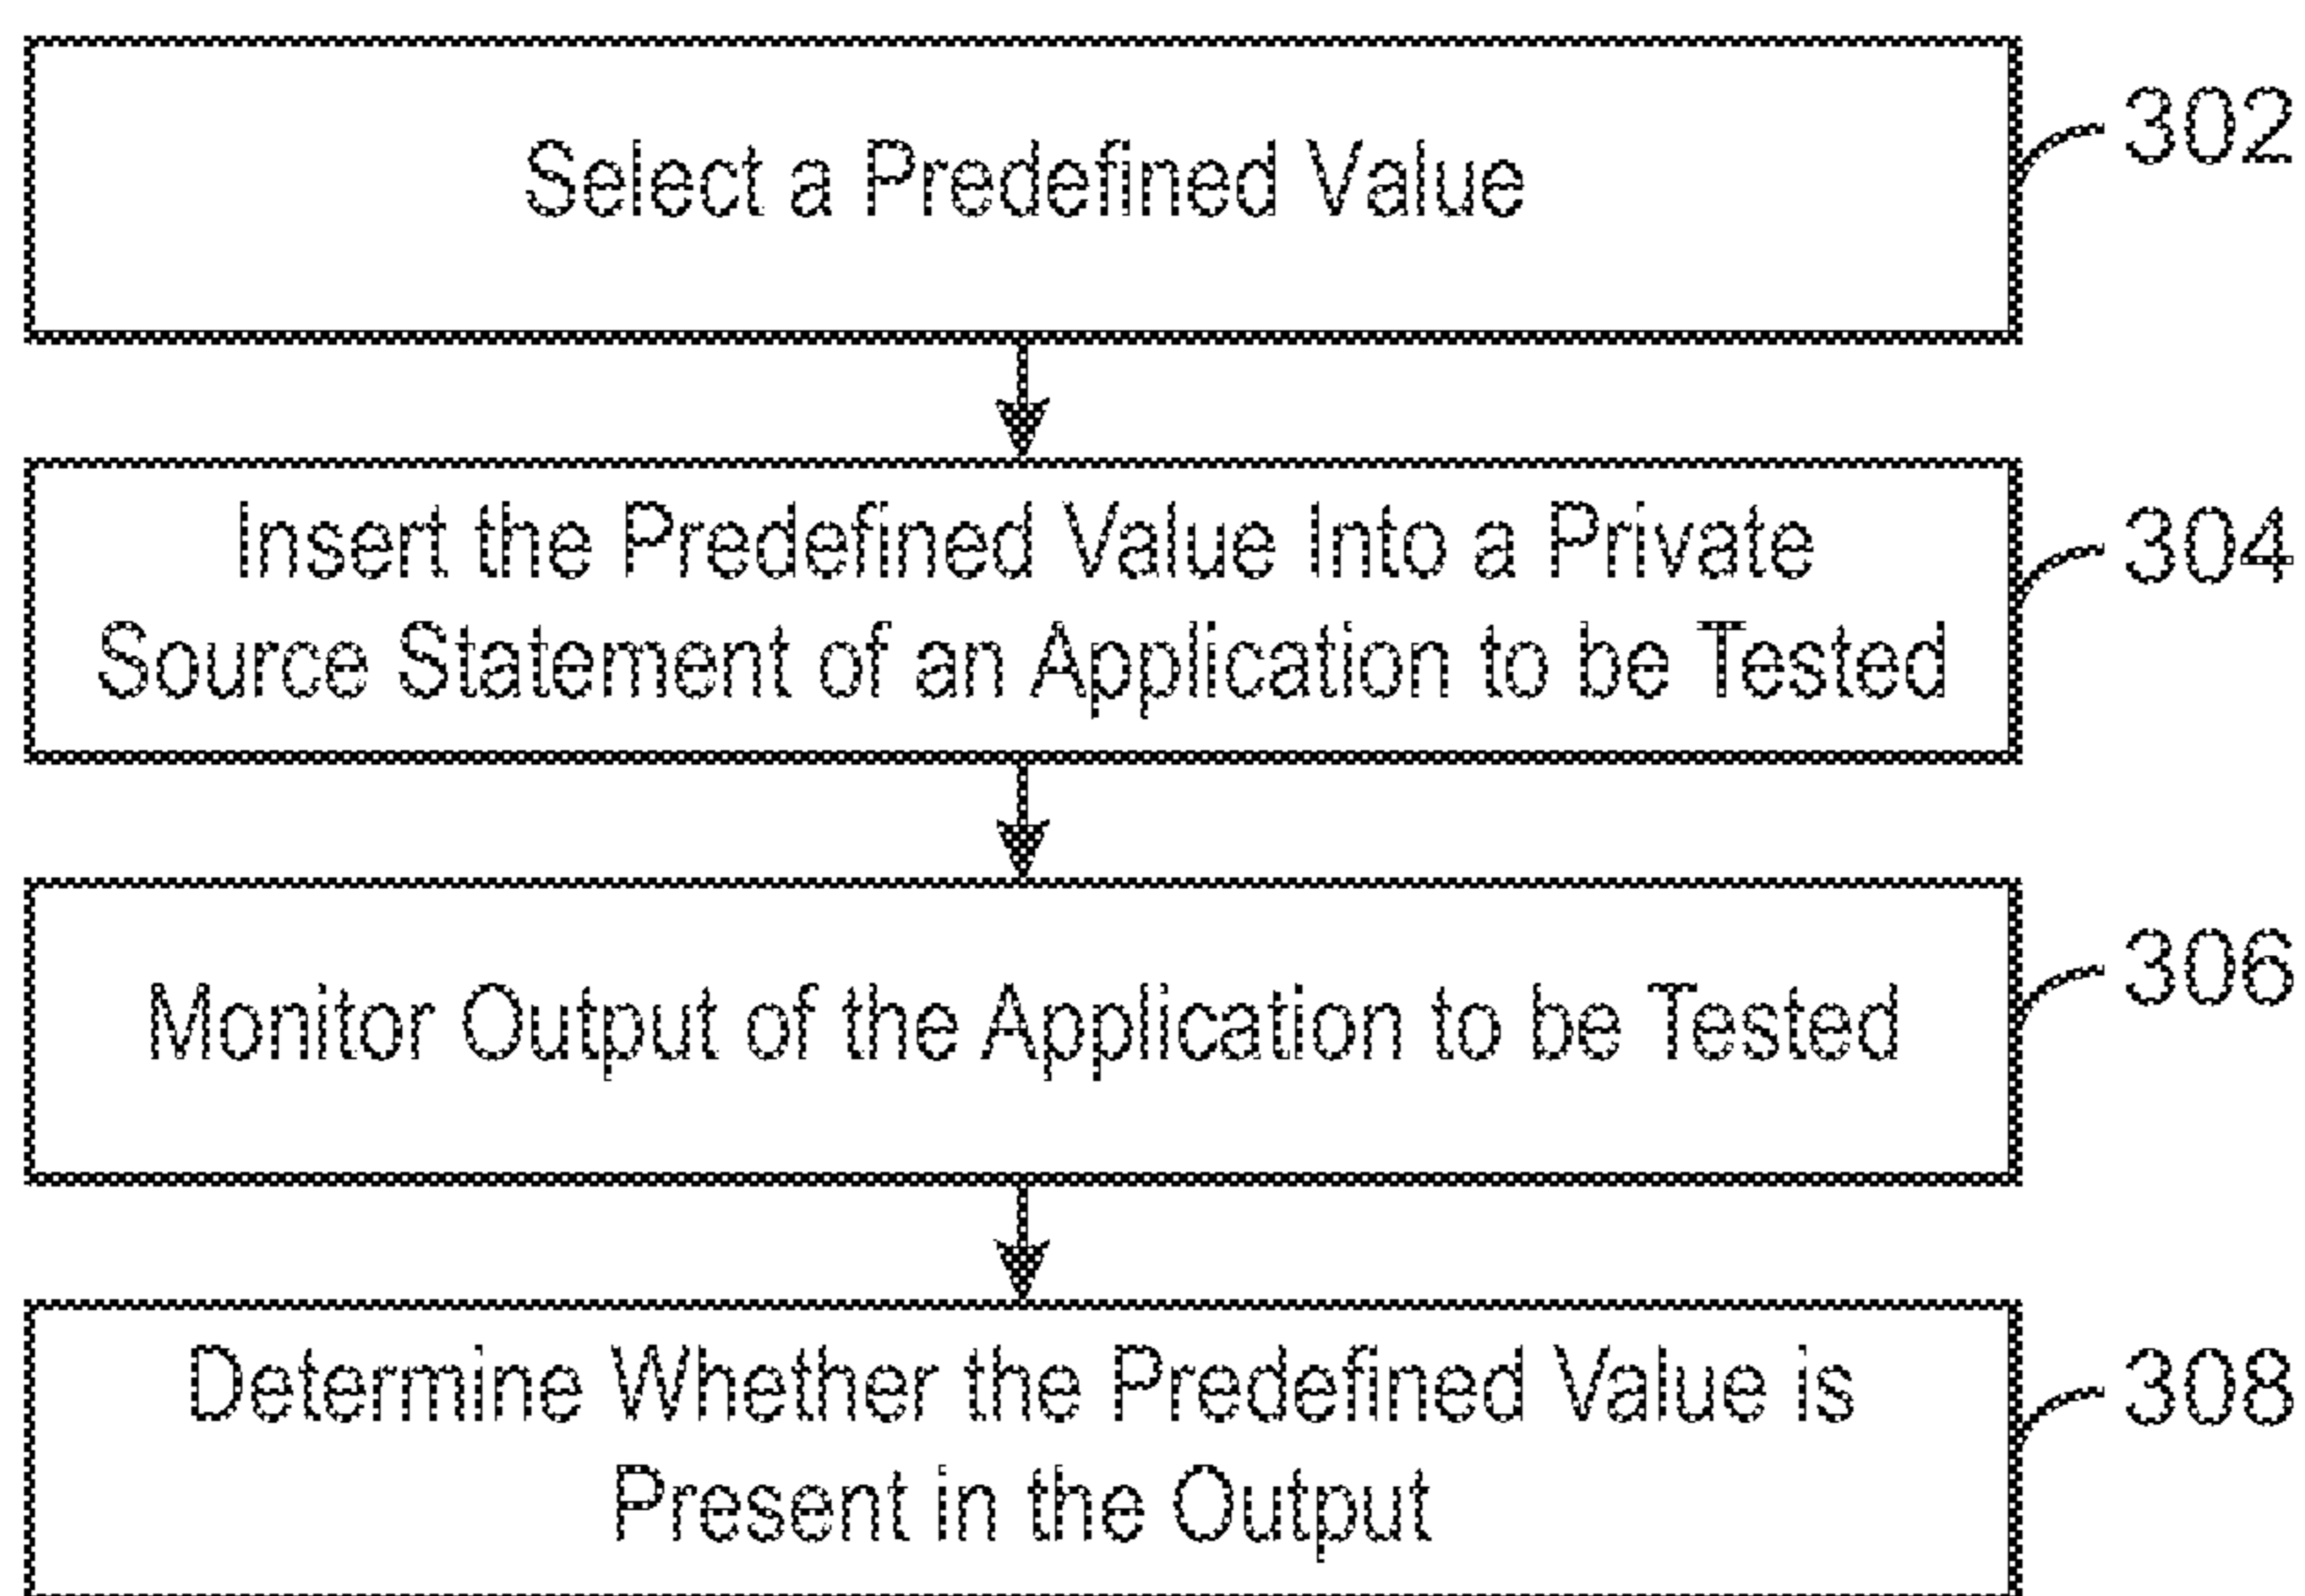 Select a Predefined Value
302
Insert the Predefined Value Into a Private
Source Statement of an Application to be Tested
304
Monitor Output of the Application to be Tested
306
Determine Whether the Predefined Value is
Present in the Output
308